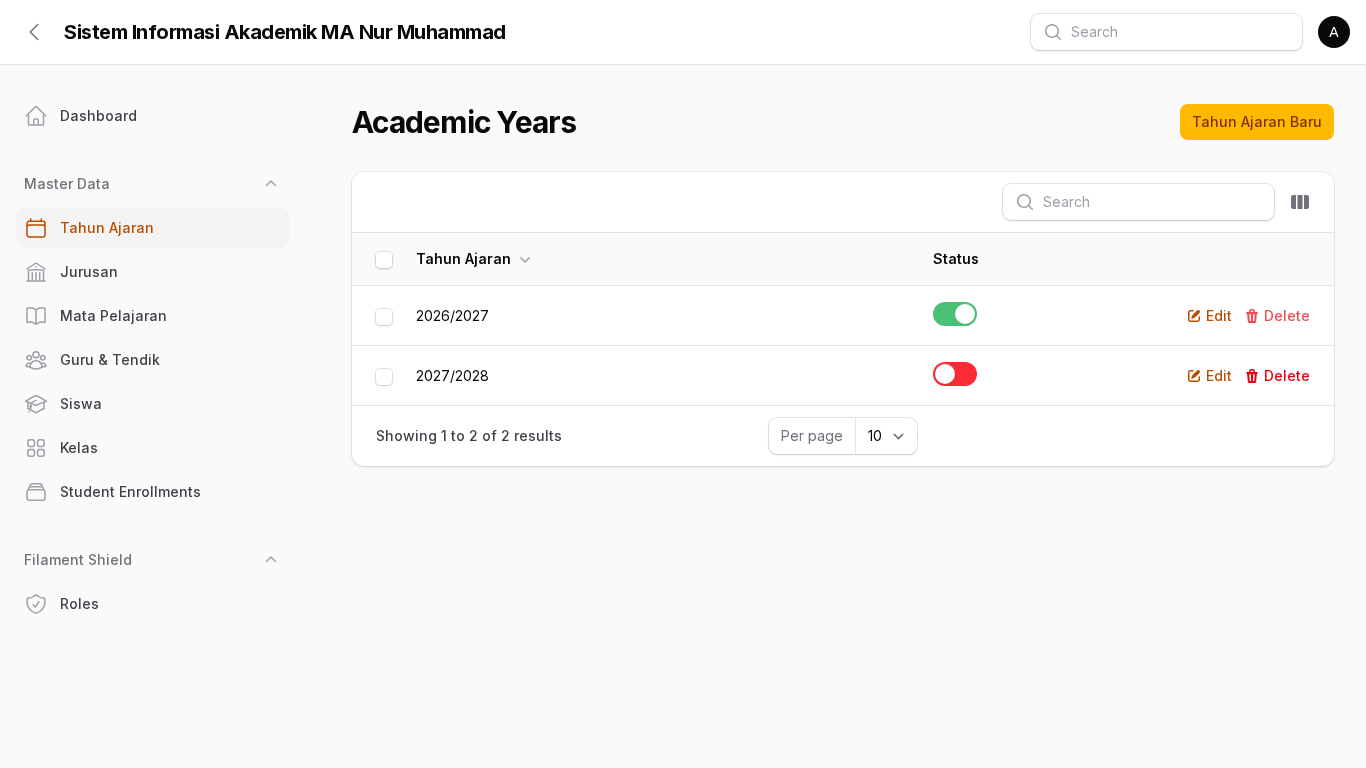 Sistem Informasi Akademik MA Nur Muhammad
Search
A
Dashboard
Master Data
Tahun Ajaran
Jurusan
Mata Pelajaran
Guru & Tendik
Siswa
Kelas
Student Enrollments
Filament Shield
Roles
Academic Years
Tahun Ajaran Baru
Search
Tahun Ajaran Status
2026/2027 Edit Delete
2027/2028 Edit Delete
Showing 1 to 2 of 2 results Per page 10